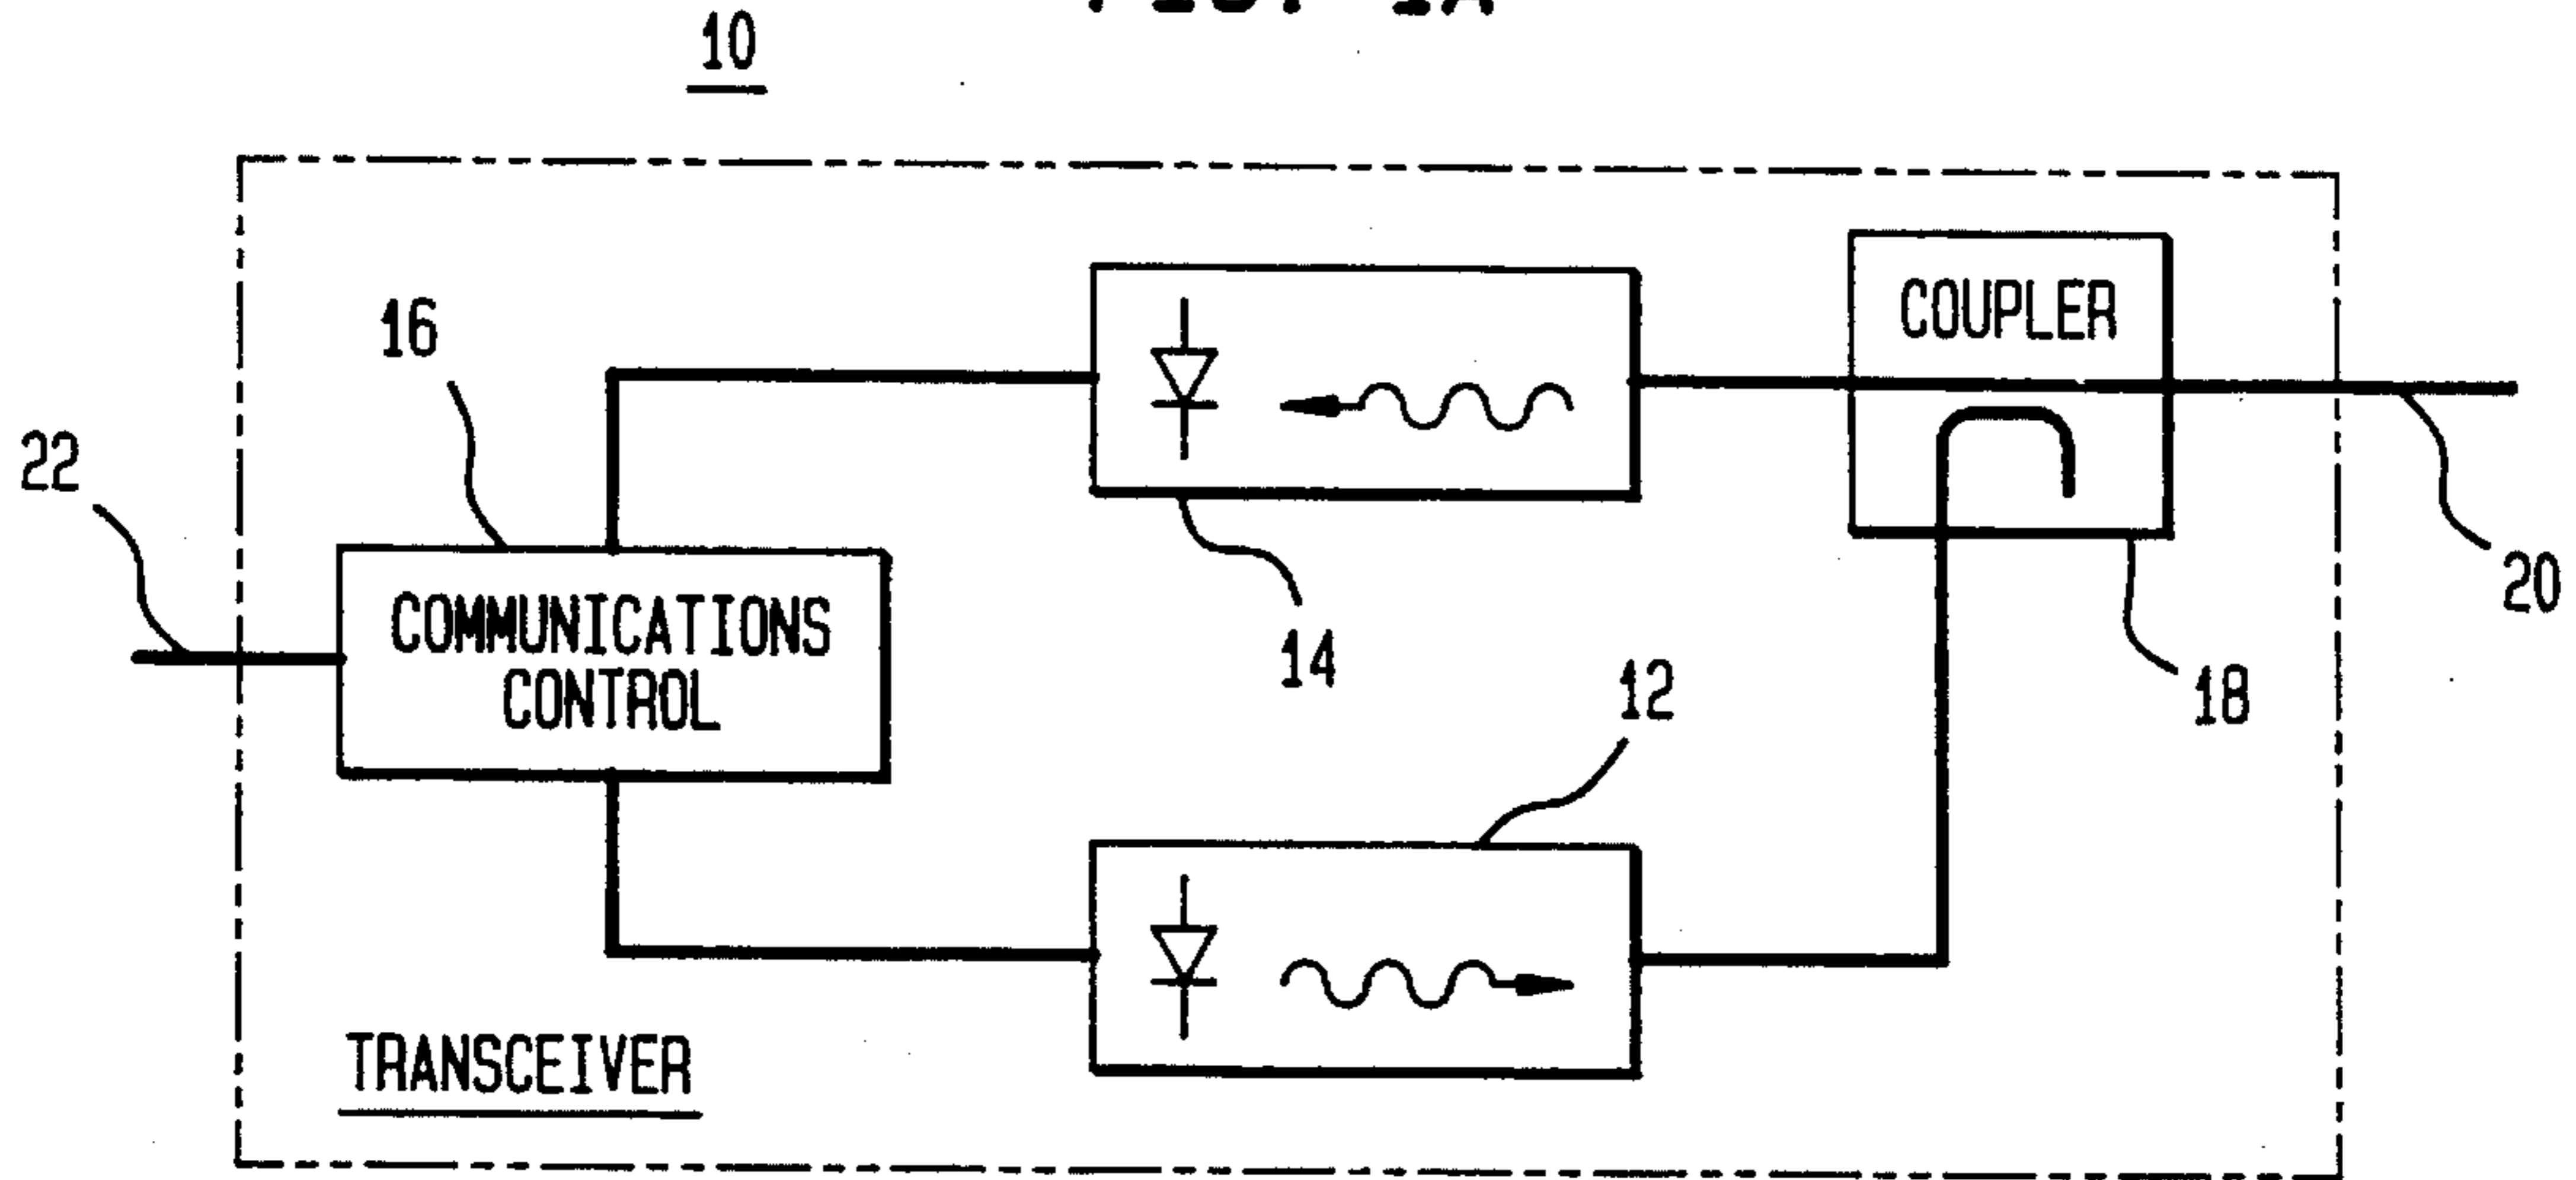 10
16
COUPLER
22
COMMUNICATIONS
CONTROL
14
12
20
18
TRANSCEIVER